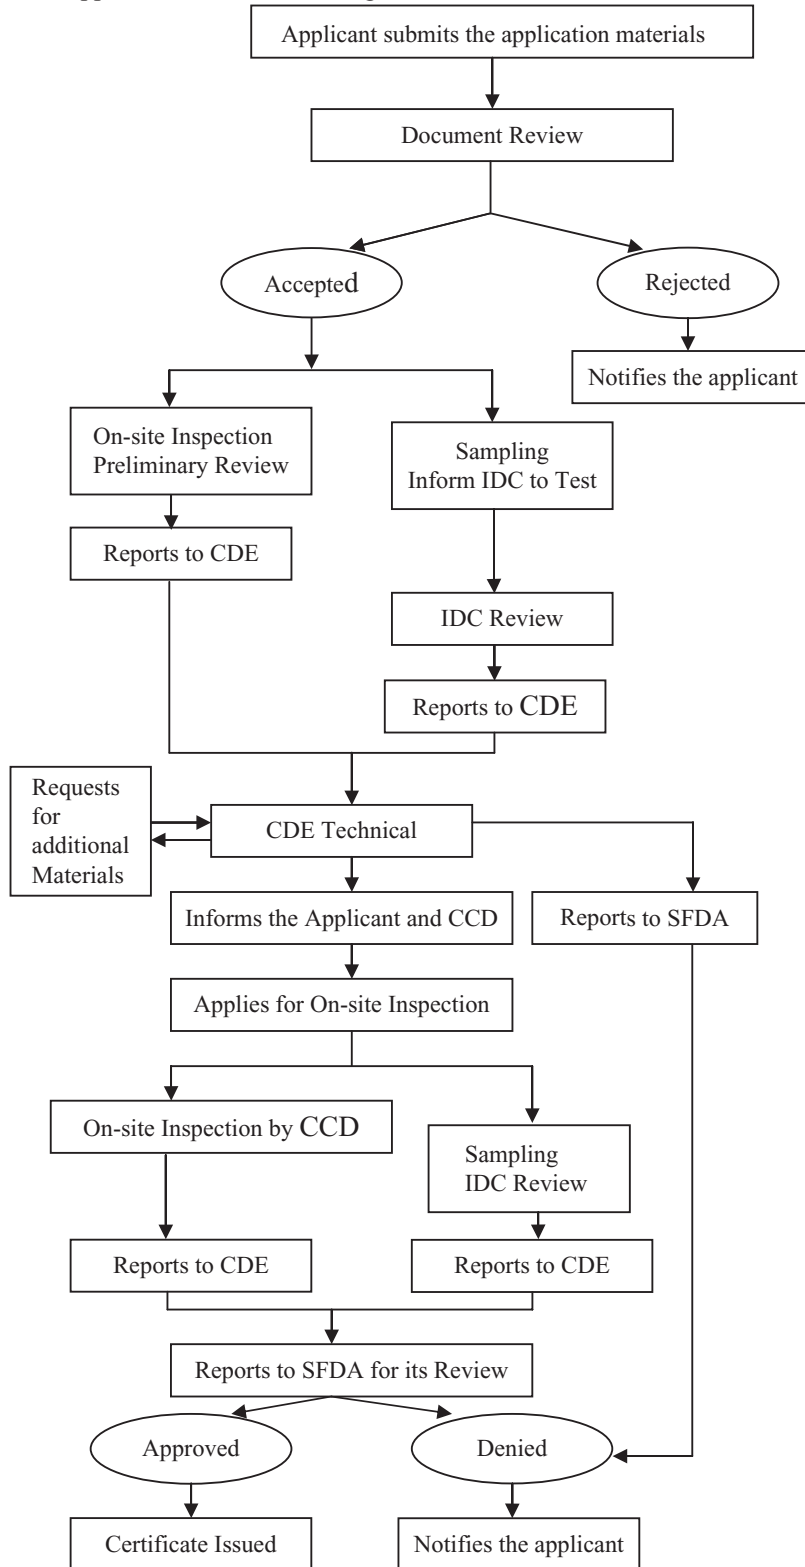 Applicant submits the application materials
Document Review
Accepted
Rejected
Notifies the applicant
On-site Inspection
Preliminary Review
Sampling
Inform IDC to Test
Reports to CDE
IDC Review
Reports to CDE
Requests
for
additional
Materials
CDE Technical
Informs the Applicant and CCD
Reports to SFDA
Applies for On-site Inspection
On-site Inspection by CCD
Sampling
IDC Review
Reports to CDE
Reports to CDE
Reports to SFDA for its Review
Approved
Denied
Certificate Issued
Notifies the applicant